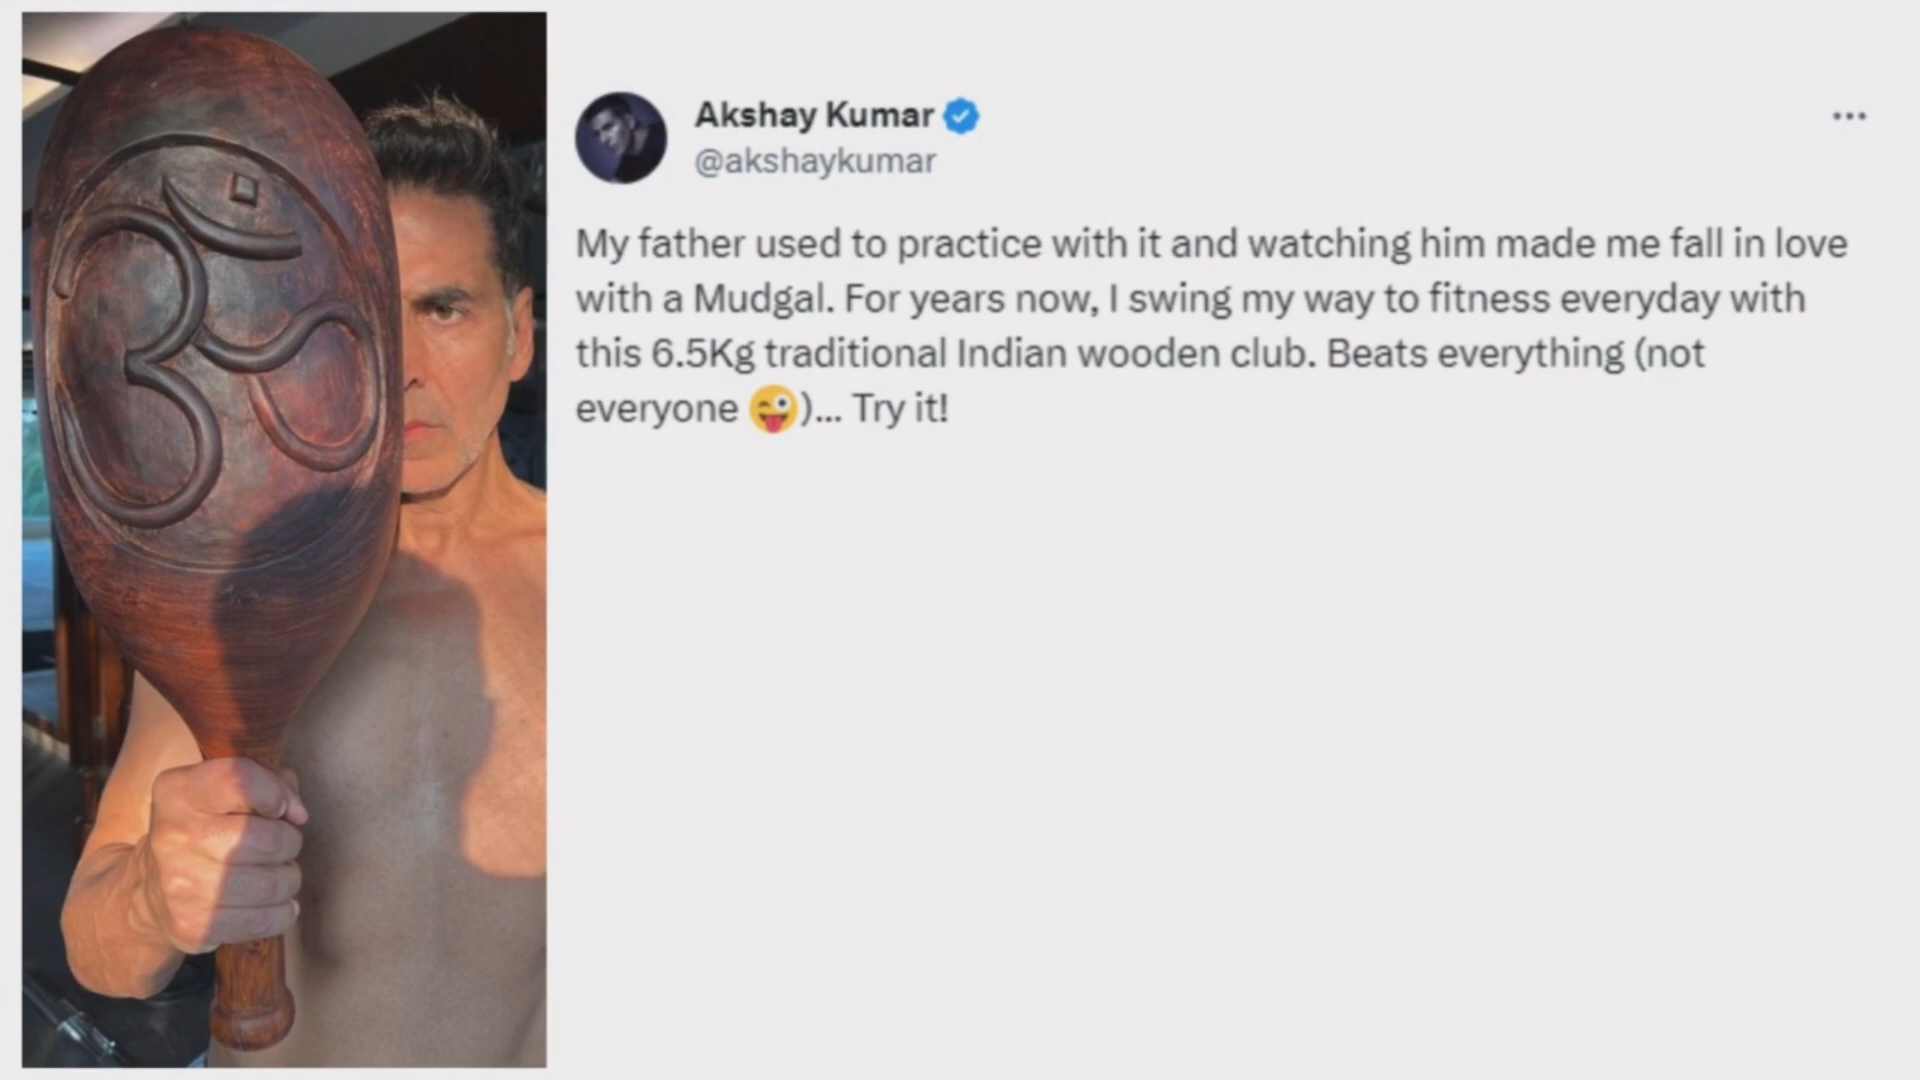 Akshay Kumar
@akshaykumar
My father used to practice with it and watching him made me fall in love
with a Mudgal. For years now, I swing my way to fitness everyday with
this 6.5Kg traditional Indian wooden club. Beats everything (not
everyone 😜)... Try it!
ॐ